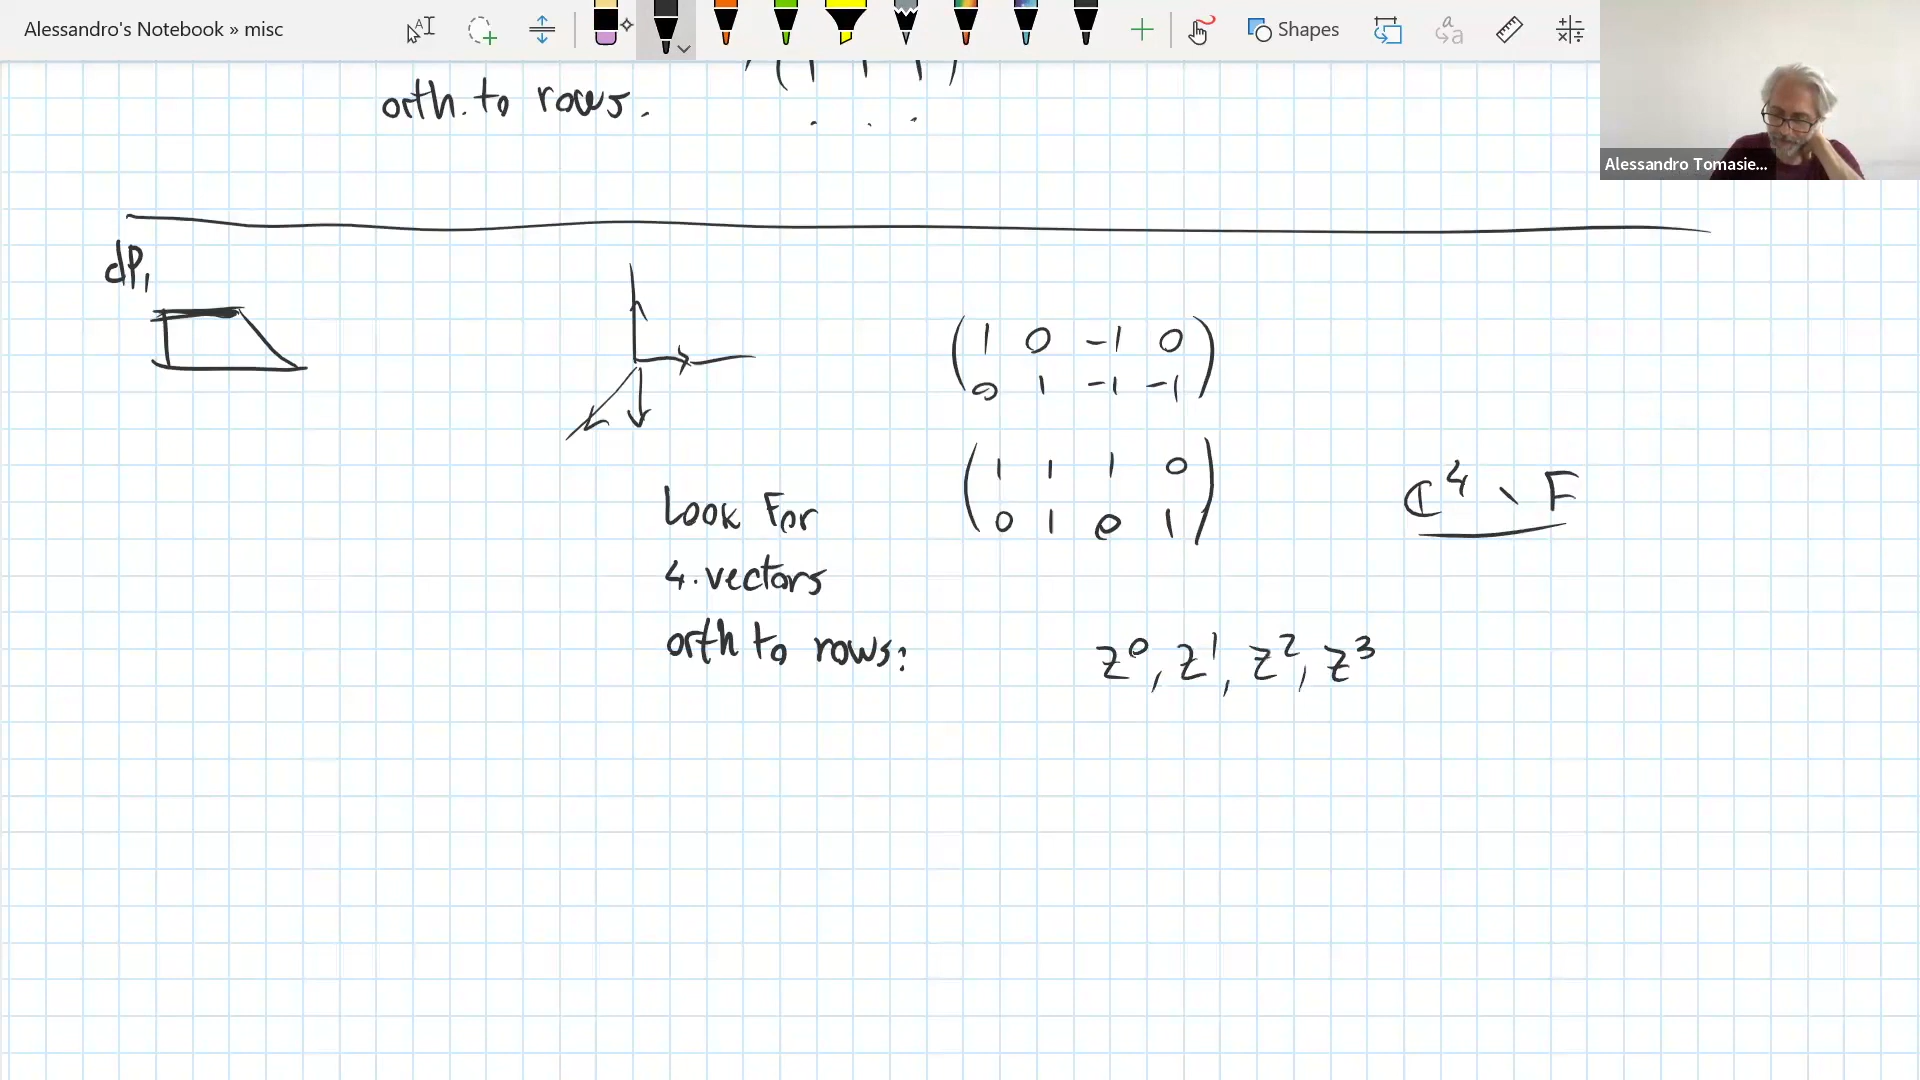 Alessandro's Notebook » misc
Shapes
Alessandro Tomasie...
orth. to rows.
dP₁
( 1 0 -1 0 )
( 0 1 -1 -1 )
( 1 1 1 0 )
( 0 1 0 1 )
ℂ⁴ \ F
Look For
4.vectors
orth to rows:
z⁰, z¹, z², z³